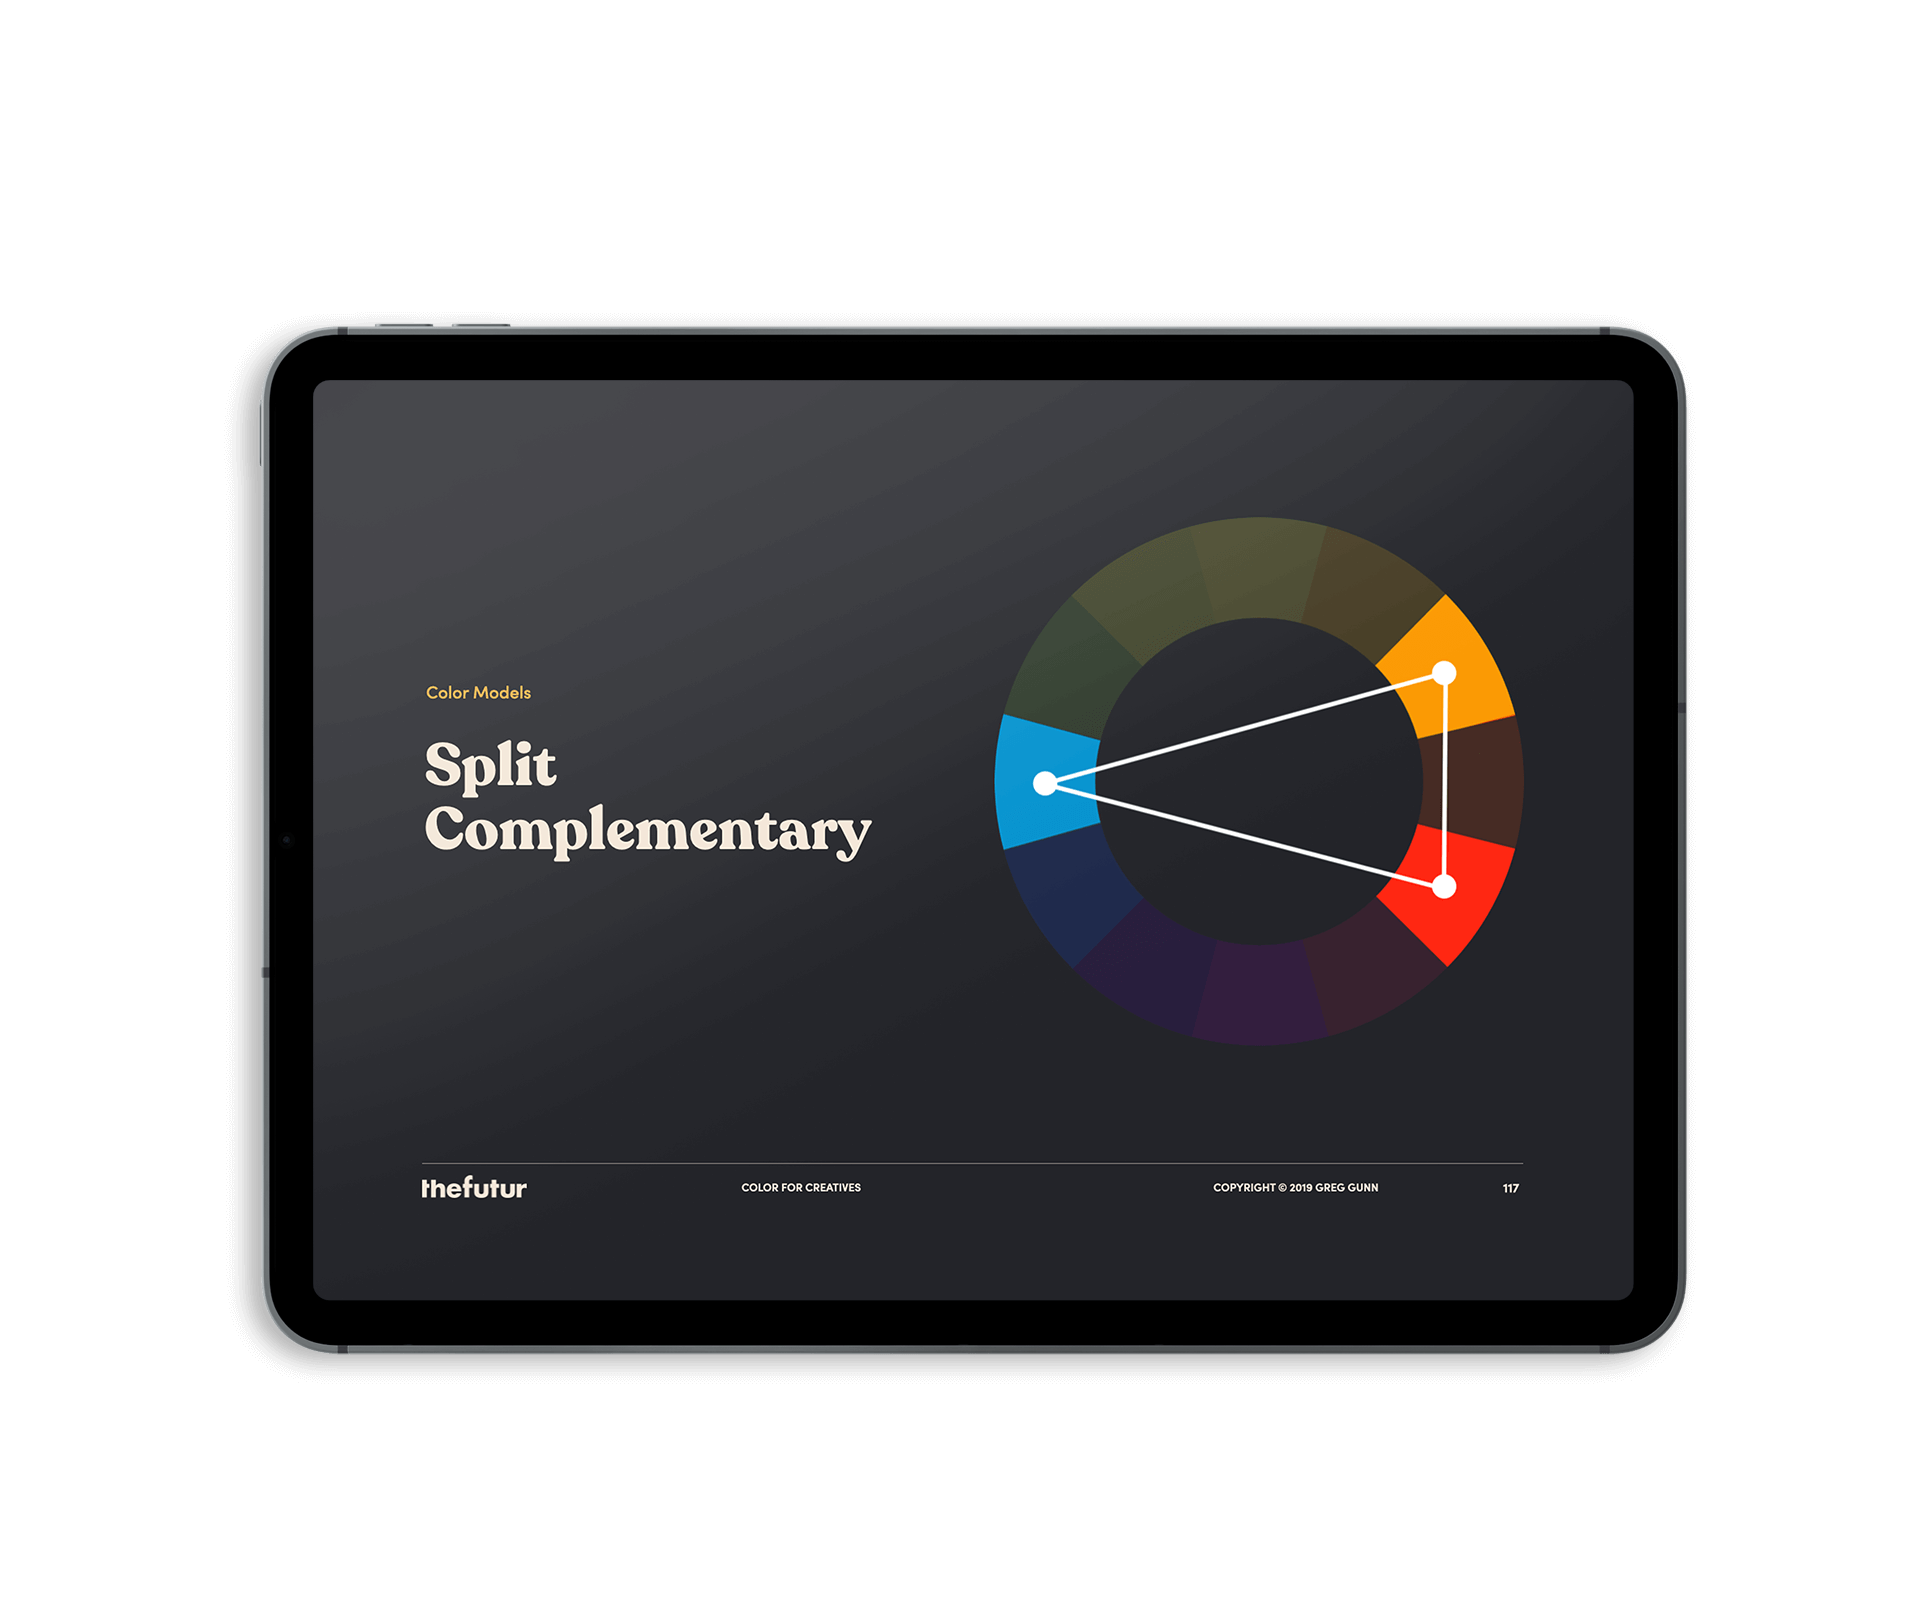 Color Models
Split
Complementary
thefutur
COLOR FOR CREATIVES
COPYRIGHT © 2019 GREG GUNN
117